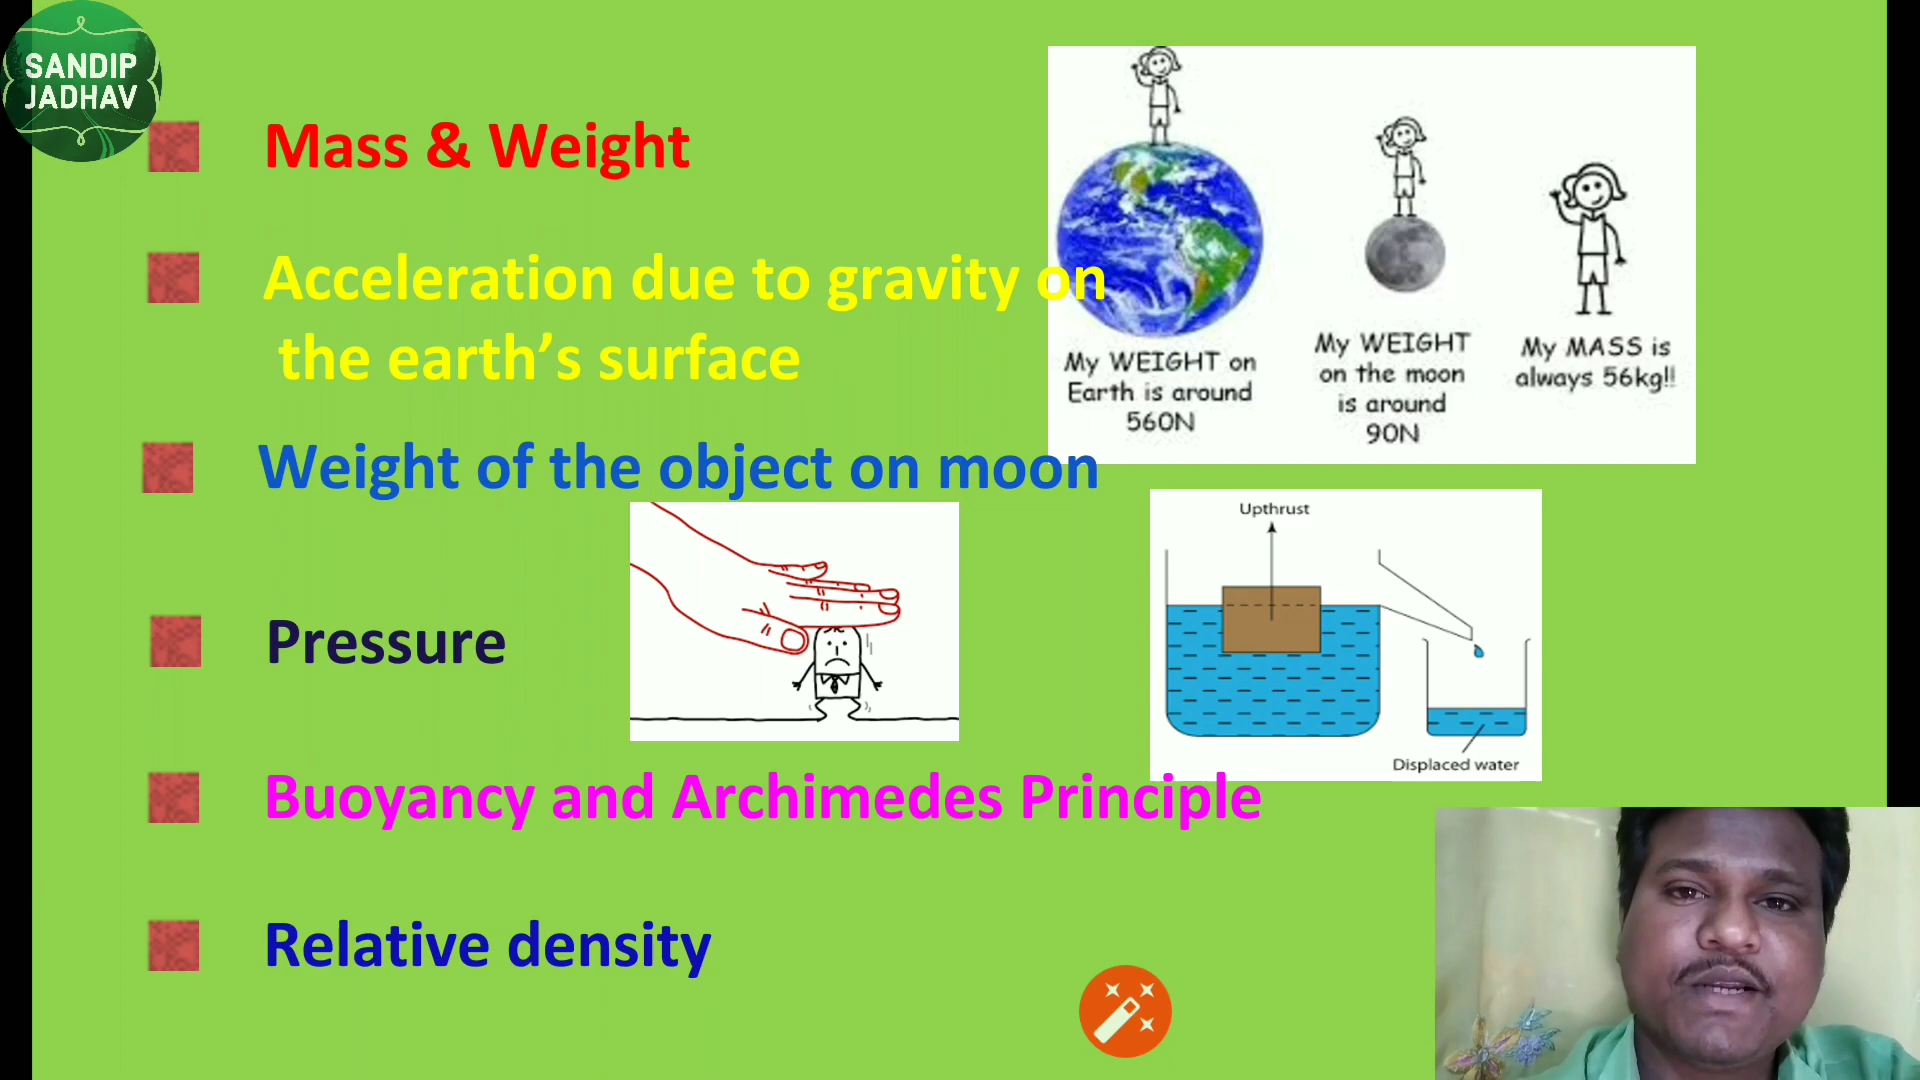 SANDIP
JADHAV
Mass & Weight
Acceleration due to gravity on
the earth’s surface
Weight of the object on moon
Pressure
Buoyancy and Archimedes Principle
Relative density
My WEIGHT on
Earth is around
560N
My WEIGHT
on the moon
is around
90N
My MASS is
always 56kg!!
Upthrust
Displaced water